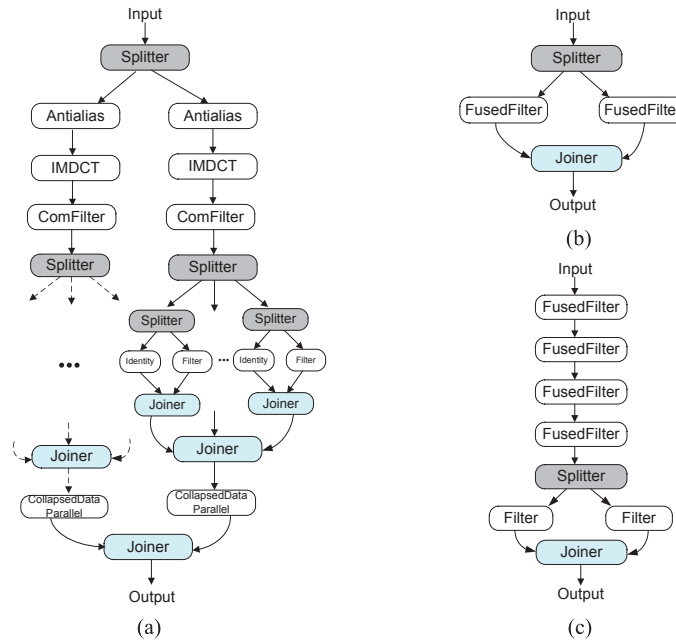 Input
Splitter
Antialias
Antialias
IMDCT
IMDCT
ComFilter
ComFilter
Splitter
Splitter
Splitter
Splitter
Identity
Filter
...
Identity
Filter
...
Joiner
Joiner
Joiner
Joiner
CollapsedData
Parallel
CollapsedData
Parallel
Joiner
Output
(a)
Input
Splitter
FusedFilter
FusedFilter
Joiner
Output
(b)
Input
FusedFilter
FusedFilter
FusedFilter
FusedFilter
Splitter
Filter
Filter
Joiner
Output
(c)